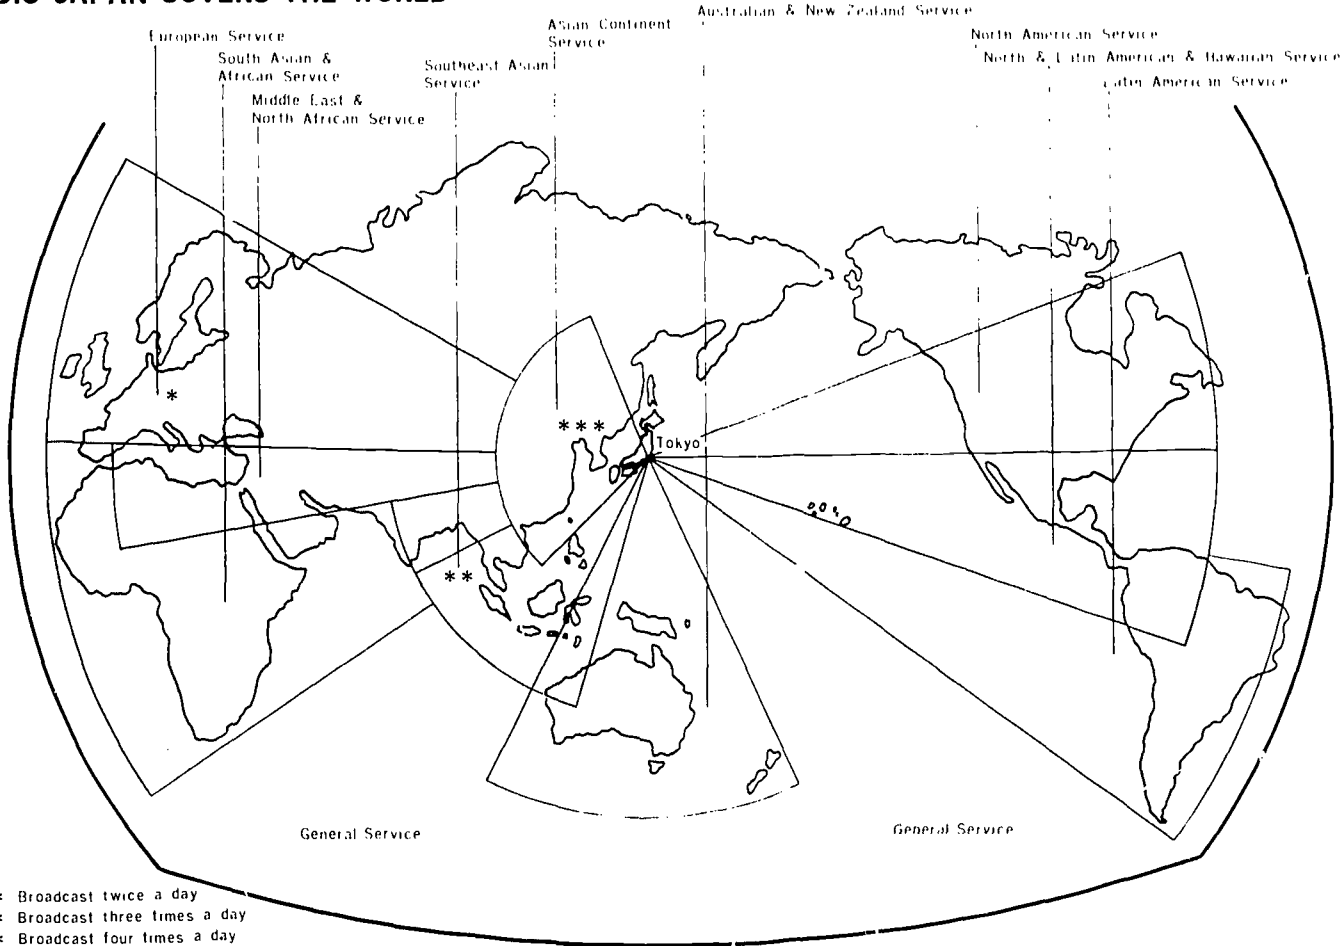 JAPAN COVERS THE WORLD
Australian & New Zealand Service
European Service
Asian Continent
Service
North American Service
South Asian &
African Service
Southeast Asian
Service
North & Latin American & Hawaiian Service
Latin American Service
Middle East &
North African Service
*
***
Tokyo
**
General Service
General Service
Broadcast twice a day
Broadcast three times a day
Broadcast four times a day